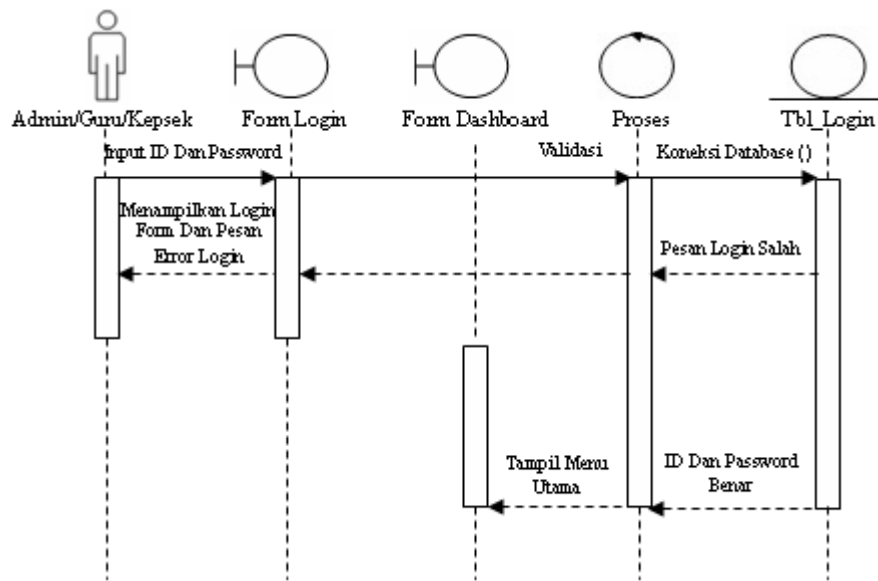 Admin/Guru/Kepsek
Form Login
Form Dashboard
Proses
Tbl_Login
Input ID Dan Password
Validasi
Koneksi Database ()
Menampilkan Login
Form Dan Pesan
Error Login
Pesan Login Salah
Tampil Menu
Utama
ID Dan Password
Benar